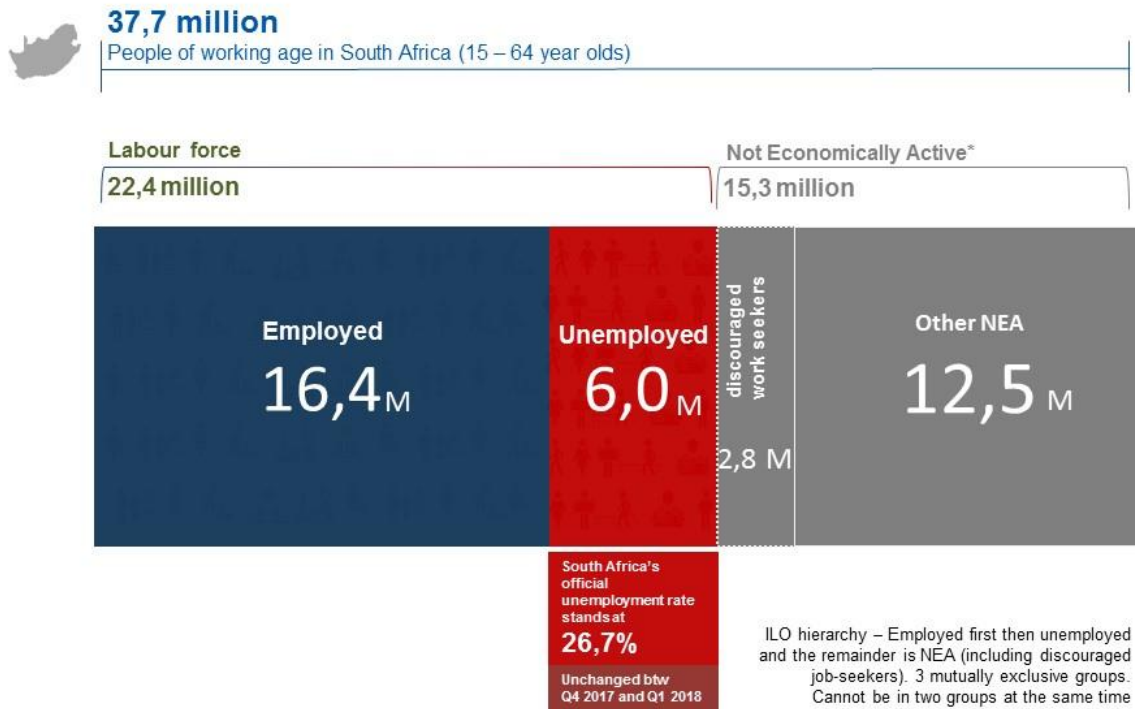 37,7 million
People of working age in South Africa (15 – 64 year olds)
Labour force
22,4 million
Not Economically Active*
15,3 million
Employed
16,4 M
Unemployed
6,0 M
discouraged
work seekers
2,8 M
Other NEA
12,5 M
South Africa's
official
unemployment rate
stands at
26,7%
Unchanged btw
Q4 2017 and Q1 2018
ILO hierarchy – Employed first then unemployed
and the remainder is NEA (including discouraged
job-seekers). 3 mutually exclusive groups.
Cannot be in two groups at the same time